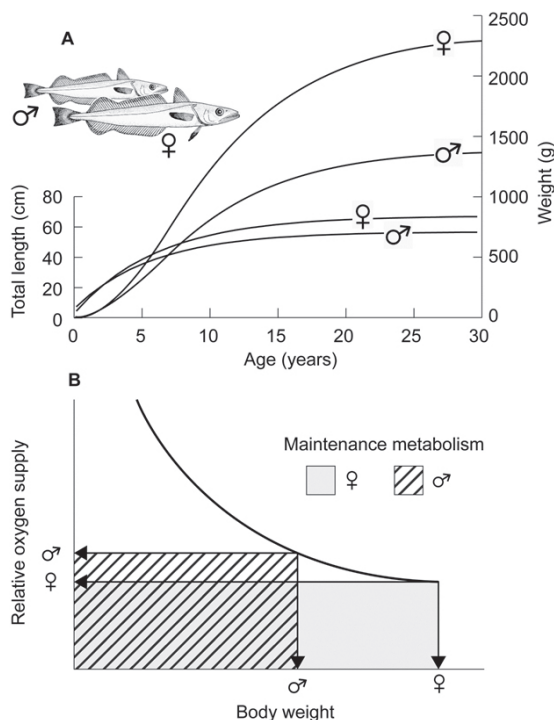 A
♂
♀
♀
♂
♀
♂
Total length (cm)
80
60
40
20
0
Weight (g)
2500
2000
1500
1000
500
0
0 5 10 15 20 25 30
Age (years)
B
Relative oxygen supply
Maintenance metabolism
♀ ♂
♂
♀
♂ ♀
Body weight